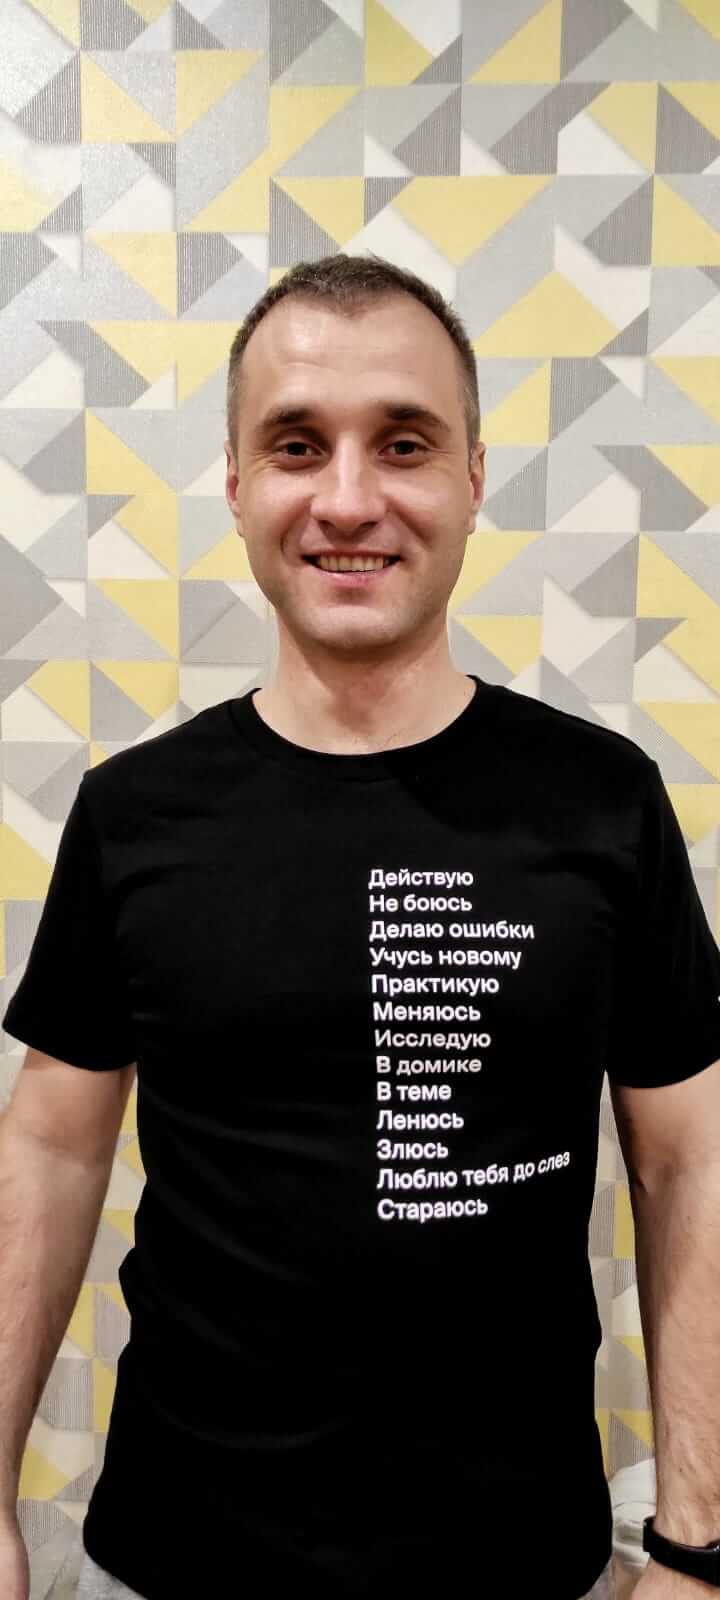 Действую
Не боюсь
Делаю ошибки
Учусь новому
Практикую
Меняюсь
Исследую
В домике
В теме
Ленюсь
Злюсь
Люблю тебя до слез
Стараюсь